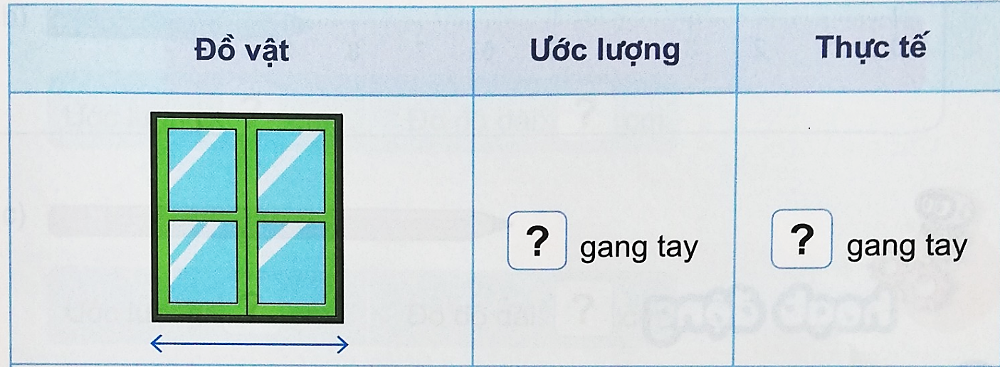 Đồ vật
Ước lượng
Thực tế
? gang tay
? gang tay